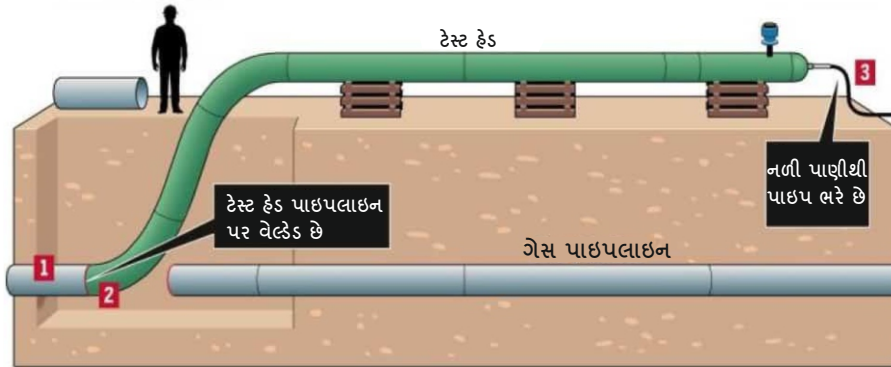 ટેસ્ટ હેડ
3
નળી પાણીથી
પાઇપ ભરે છે
ટેસ્ટ હેડ પાઇપલાઇન
પર વેલ્ડેડ છે
ગેસ પાઇપલાઇન
1
2